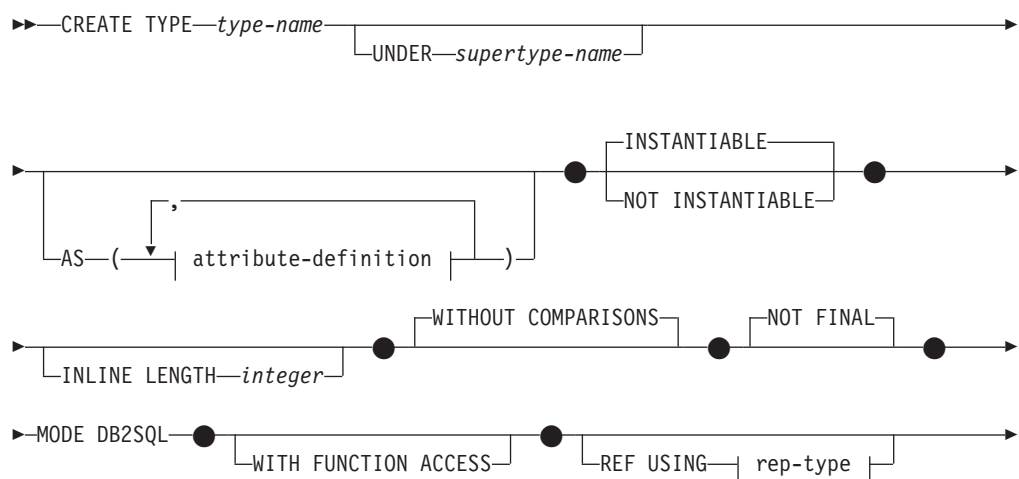 CREATE TYPE type-name
UNDER supertype-name
INSTANTIABLE
NOT INSTANTIABLE
,
AS ( attribute-definition )
WITHOUT COMPARISONS NOT FINAL
INLINE LENGTH integer
MODE DB2SQL
WITH FUNCTION ACCESS REF USING rep-type